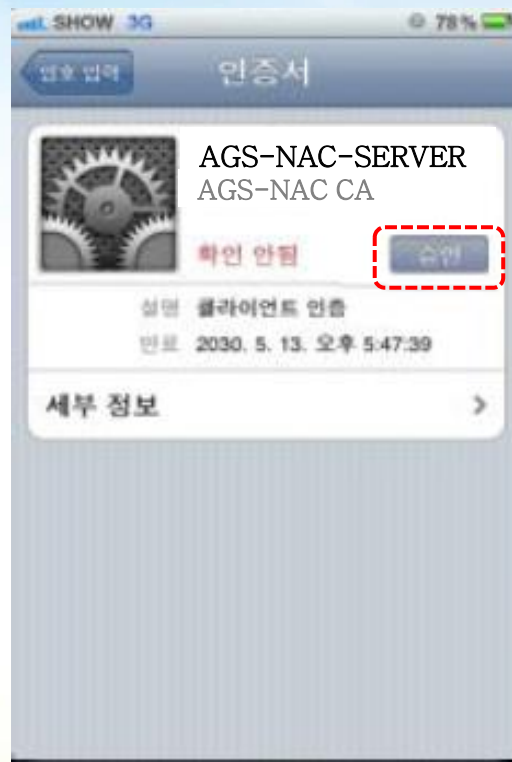 SHOW 3G 78%
암호 입력 인증서
AGS-NAC-SERVER
AGS-NAC CA
확인 안됨 승인
설명 클라이언트 인증
만료 2030. 5. 13. 오후 5:47:39
세부 정보